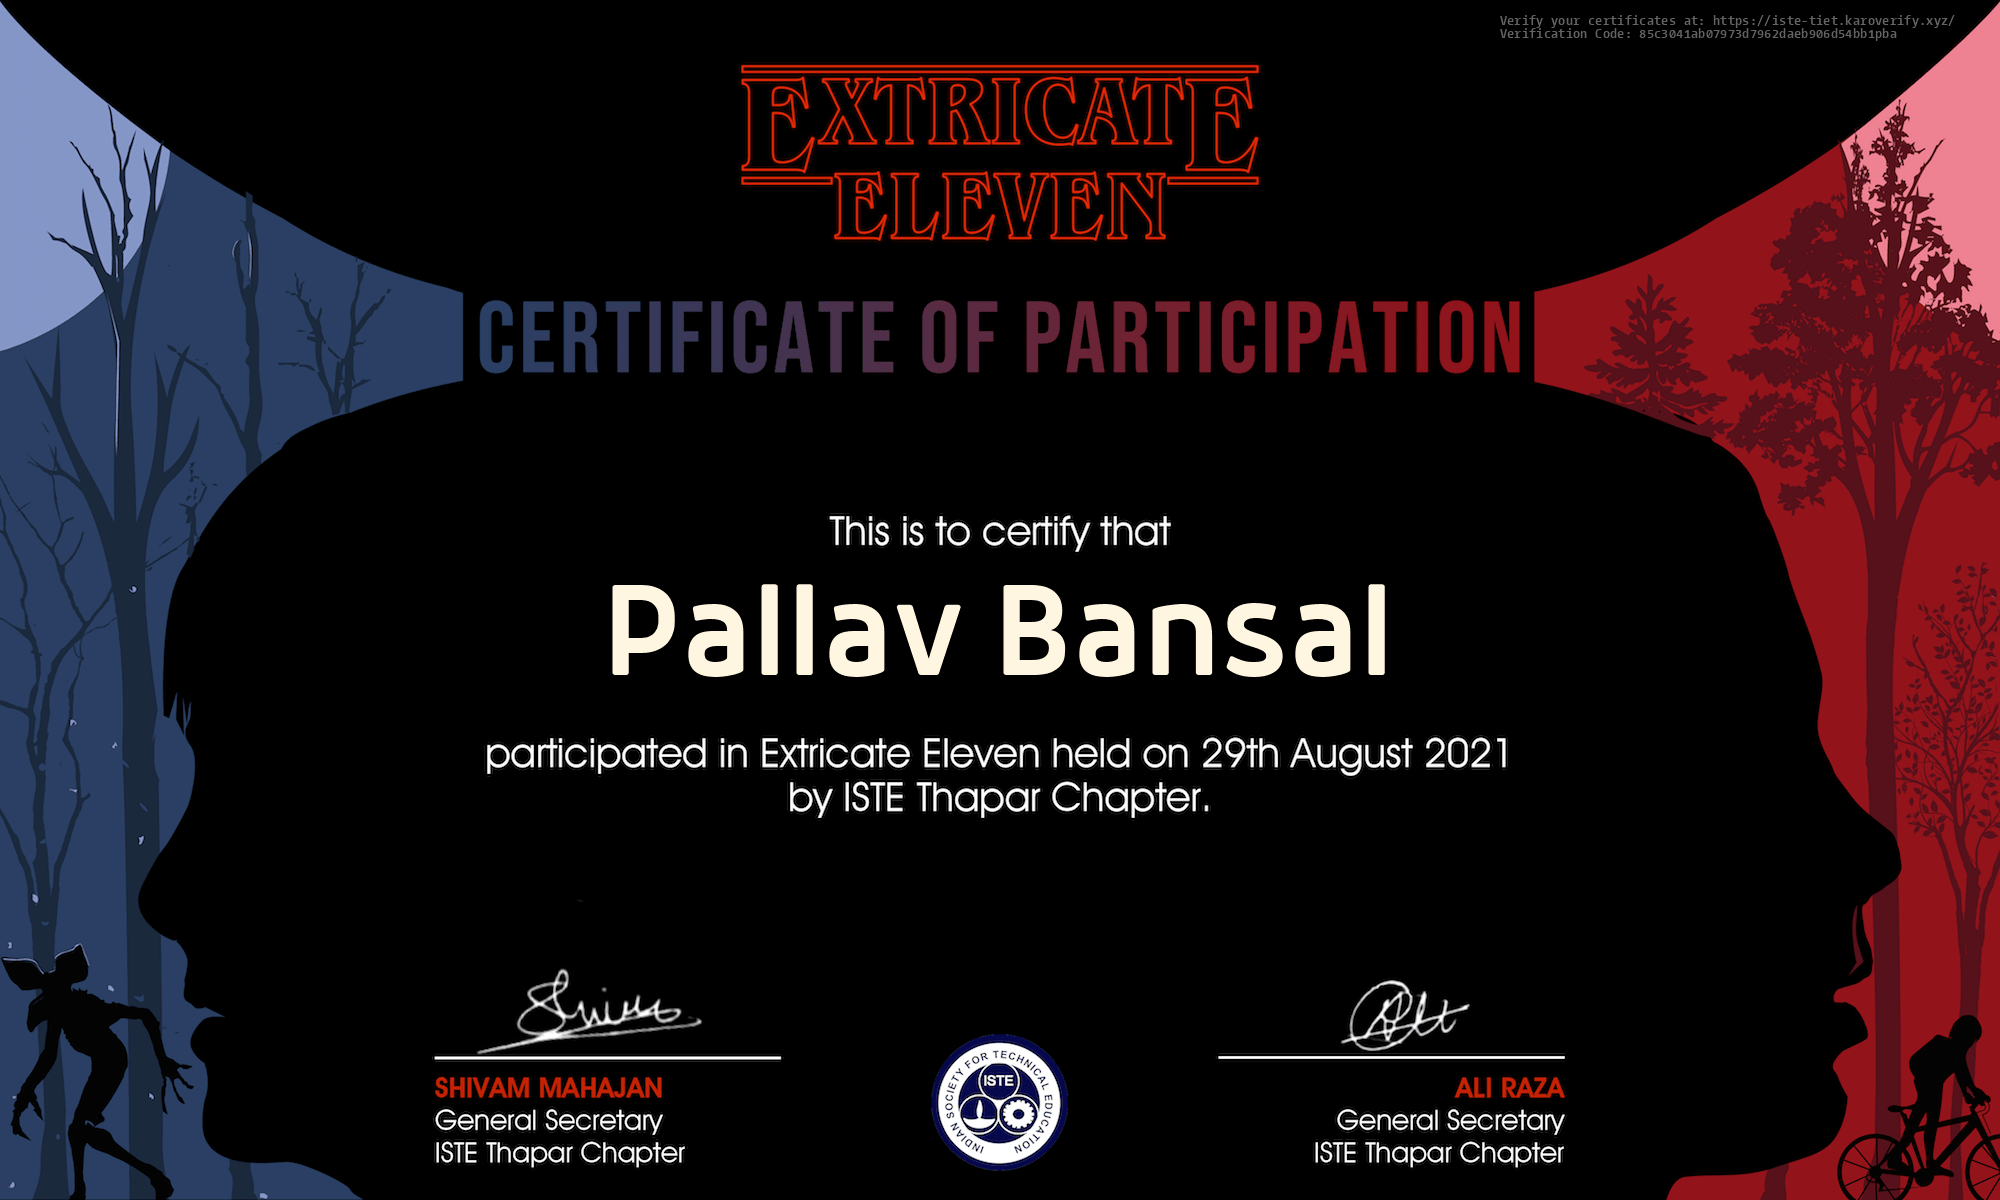 Verify your certificates at: https://iste-tiet.karoverify.xyz/
Verification Code: 85c3041ab07973d7962daeb906d54bb1pba
EXTRICATE
ELEVEN
CERTIFICATE OF PARTICIPATION
This is to certify that
Pallav Bansal
participated in Extricate Eleven held on 29th August 2021
by ISTE Thapar Chapter.
SHIVAM MAHAJAN
General Secretary
ISTE Thapar Chapter
INDIAN SOCIETY FOR TECHNICAL EDUCATION
ISTE
ALI RAZA
General Secretary
ISTE Thapar Chapter